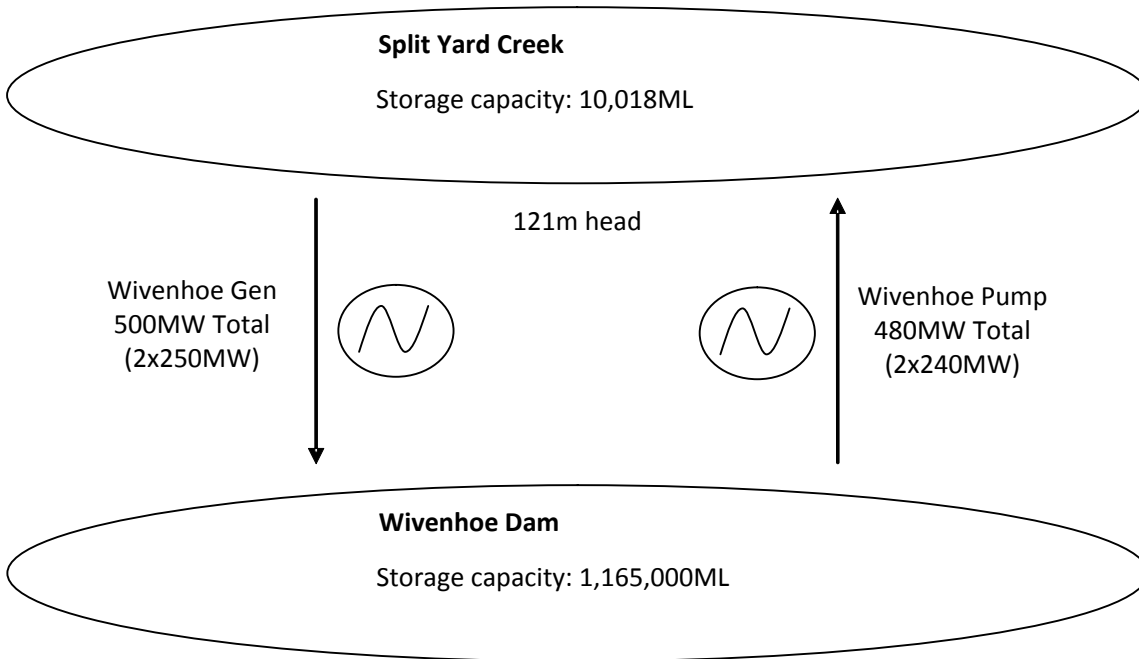 Split Yard Creek
Storage capacity: 10,018ML
121m head
Wivenhoe Gen
500MW Total
(2x250MW)
Wivenhoe Pump
480MW Total
(2x240MW)
Wivenhoe Dam
Storage capacity: 1,165,000ML